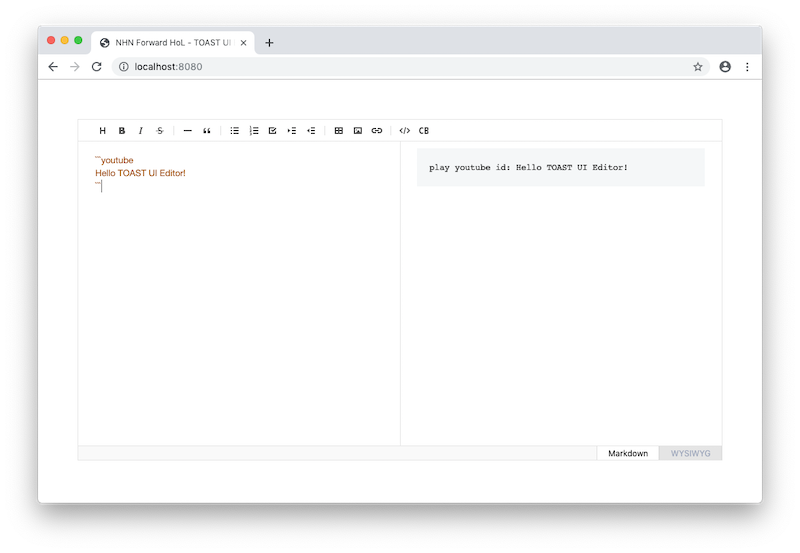 NHN Forward HoL - TOAST UI
localhost:8080
H B I S CB
```youtube
Hello TOAST UI Editor!
```
play youtube id: Hello TOAST UI Editor!
Markdown WYSIWYG